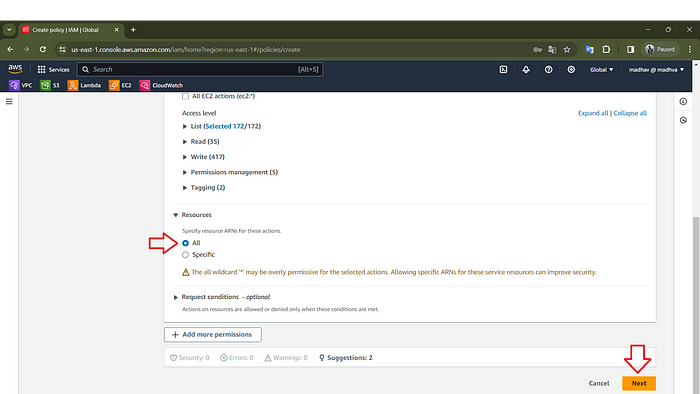 Create policy | IAM | Global
us-east-1.console.aws.amazon.com/iam/home?region=us-east-1#/policies/create
Paused
aws
Services
Search
[Alt+S]
Global
madhav @ madhva
VPC
S3
Lambda
EC2
CloudWatch
All EC2 actions (ec2:*)
Access level
Expand all | Collapse all
List (Selected 172/172)
Read (35)
Write (417)
Permissions management (5)
Tagging (2)
Resources
Specify resource ARNs for these actions.
All
Specific
The all wildcard '*' may be overly permissive for the selected actions. Allowing specific ARNs for these service resources can improve security.
Request conditions - optional
Actions on resources are allowed or denied only when these conditions are met.
+ Add more permissions
Security: 0
Errors: 0
Warnings: 0
Suggestions: 2
Cancel
Next